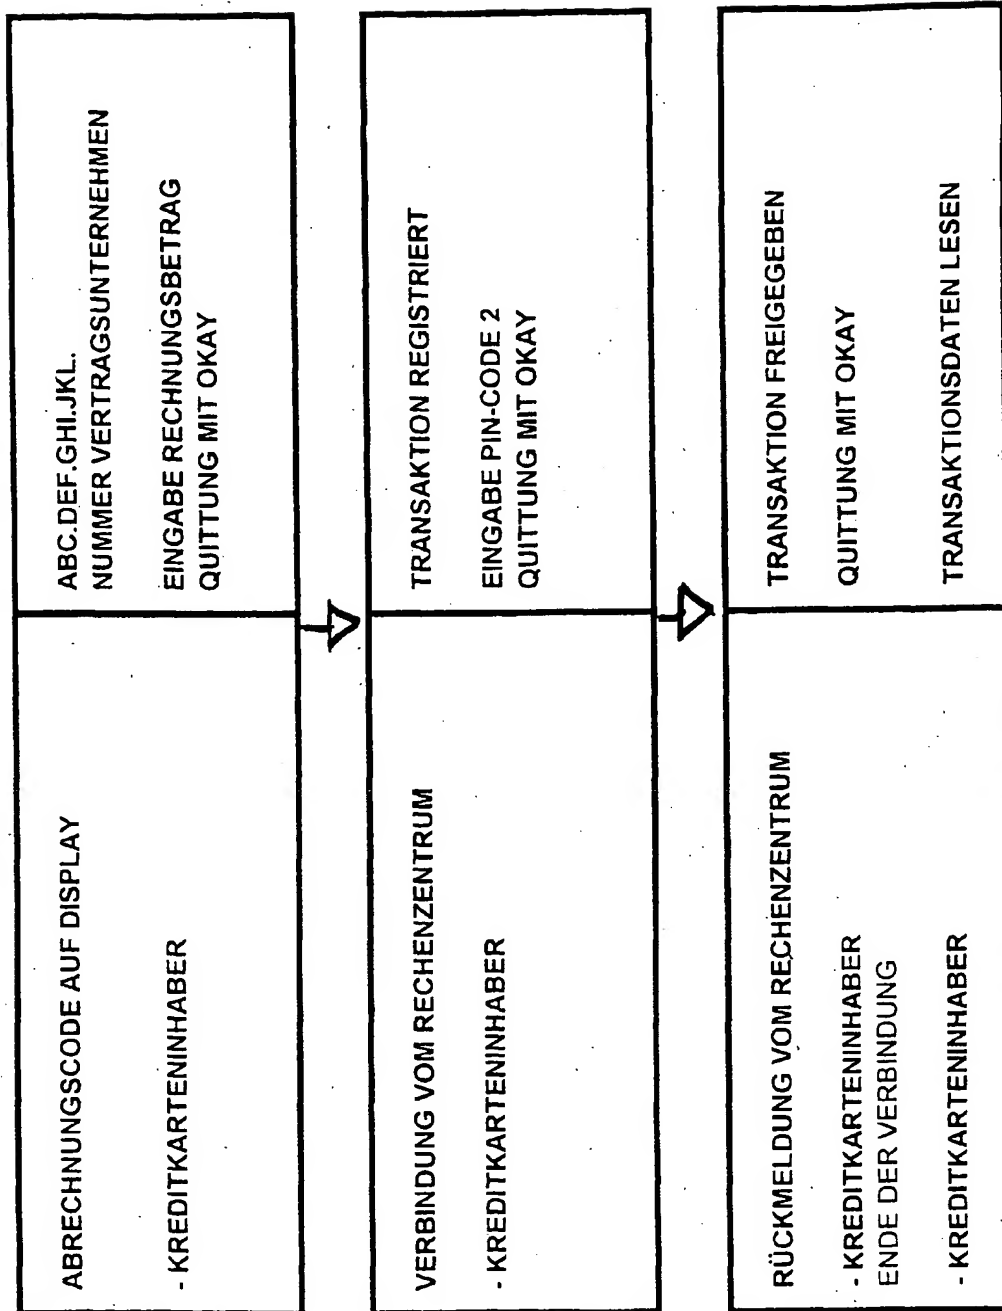 ABRECHNUNGSCODE AUF DISPLAY
- KREDITKARTENINHABER
ABC.DEF.GHI.JKL.
NUMMER VERTRAGSUNTERNEHMEN
EINGABE RECHNUNGSBETRAG
QUITTUNG MIT OKAY
VERBINDUNG VOM RECHENZENTRUM
- KREDITKARTENINHABER
TRANSAKTION REGISTRIERT
EINGABE PIN-CODE 2
QUITTUNG MIT OKAY
RÜCKMELDUNG VOM RECHENZENTRUM
- KREDITKARTENINHABER
ENDE DER VERBINDUNG
- KREDITKARTENINHABER
TRANSAKTION FREIGEGEBEN
QUITTUNG MIT OKAY
TRANSAKTIONSDATEN LESEN